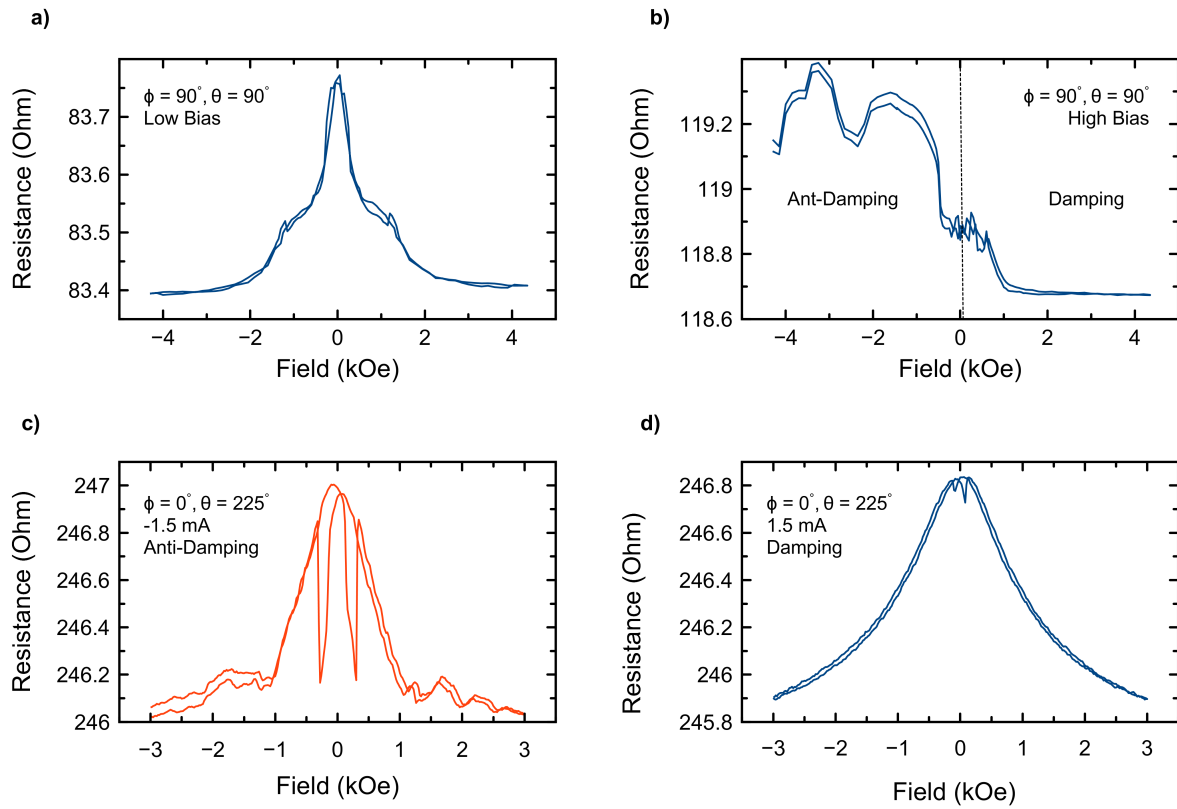 a)
Resistance (Ohm)
83.7
83.6
83.5
83.4
ϕ = 90°, θ = 90°
Low Bias
−4
−2
0
2
4
Field (kOe)
b)
Resistance (Ohm)
119.2
119
118.8
118.6
ϕ = 90°, θ = 90°
High Bias
Ant-Damping
Damping
−4
−2
0
2
4
Field (kOe)
c)
Resistance (Ohm)
247
246.8
246.6
246.4
246.2
246
ϕ = 0°, θ = 225°
-1.5 mA
Anti-Damping
−3
−2
−1
0
1
2
3
Field (kOe)
d)
Resistance (Ohm)
246.8
246.6
246.4
246.2
246
245.8
ϕ = 0°, θ = 225°
1.5 mA
Damping
−3
−2
−1
0
1
2
3
Field (kOe)